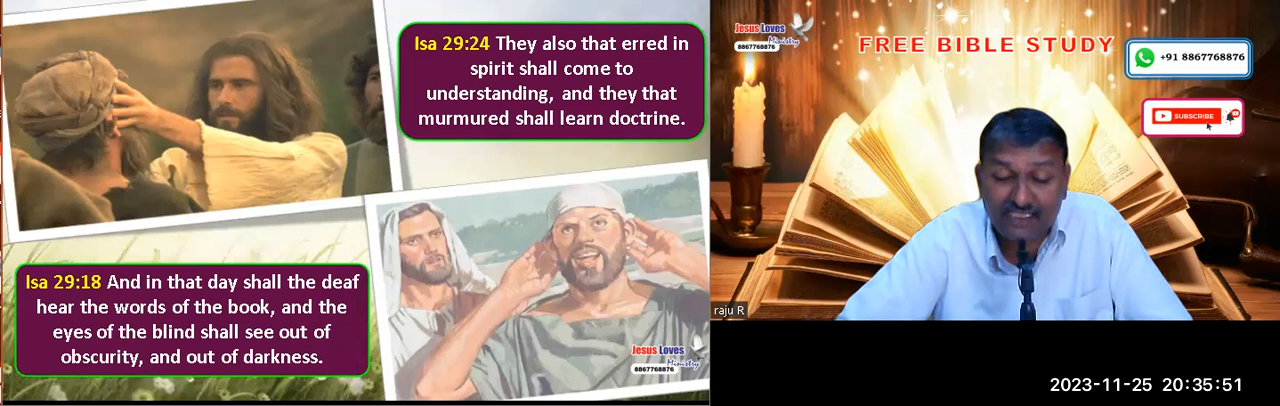 Isa 29:24 They also that erred in
spirit shall come to
understanding, and they that
murmured shall learn doctrine.
Isa 29:18 And in that day shall the deaf
hear the words of the book, and the
eyes of the blind shall see out of
obscurity, and out of darkness.
Jesus Loves
Ministry
8867768876
Jesus Loves
Ministry
8867768876
FREE BIBLE STUDY
+91 8867768876
SUBSCRIBE
raju R
2023-11-25 20:35:51